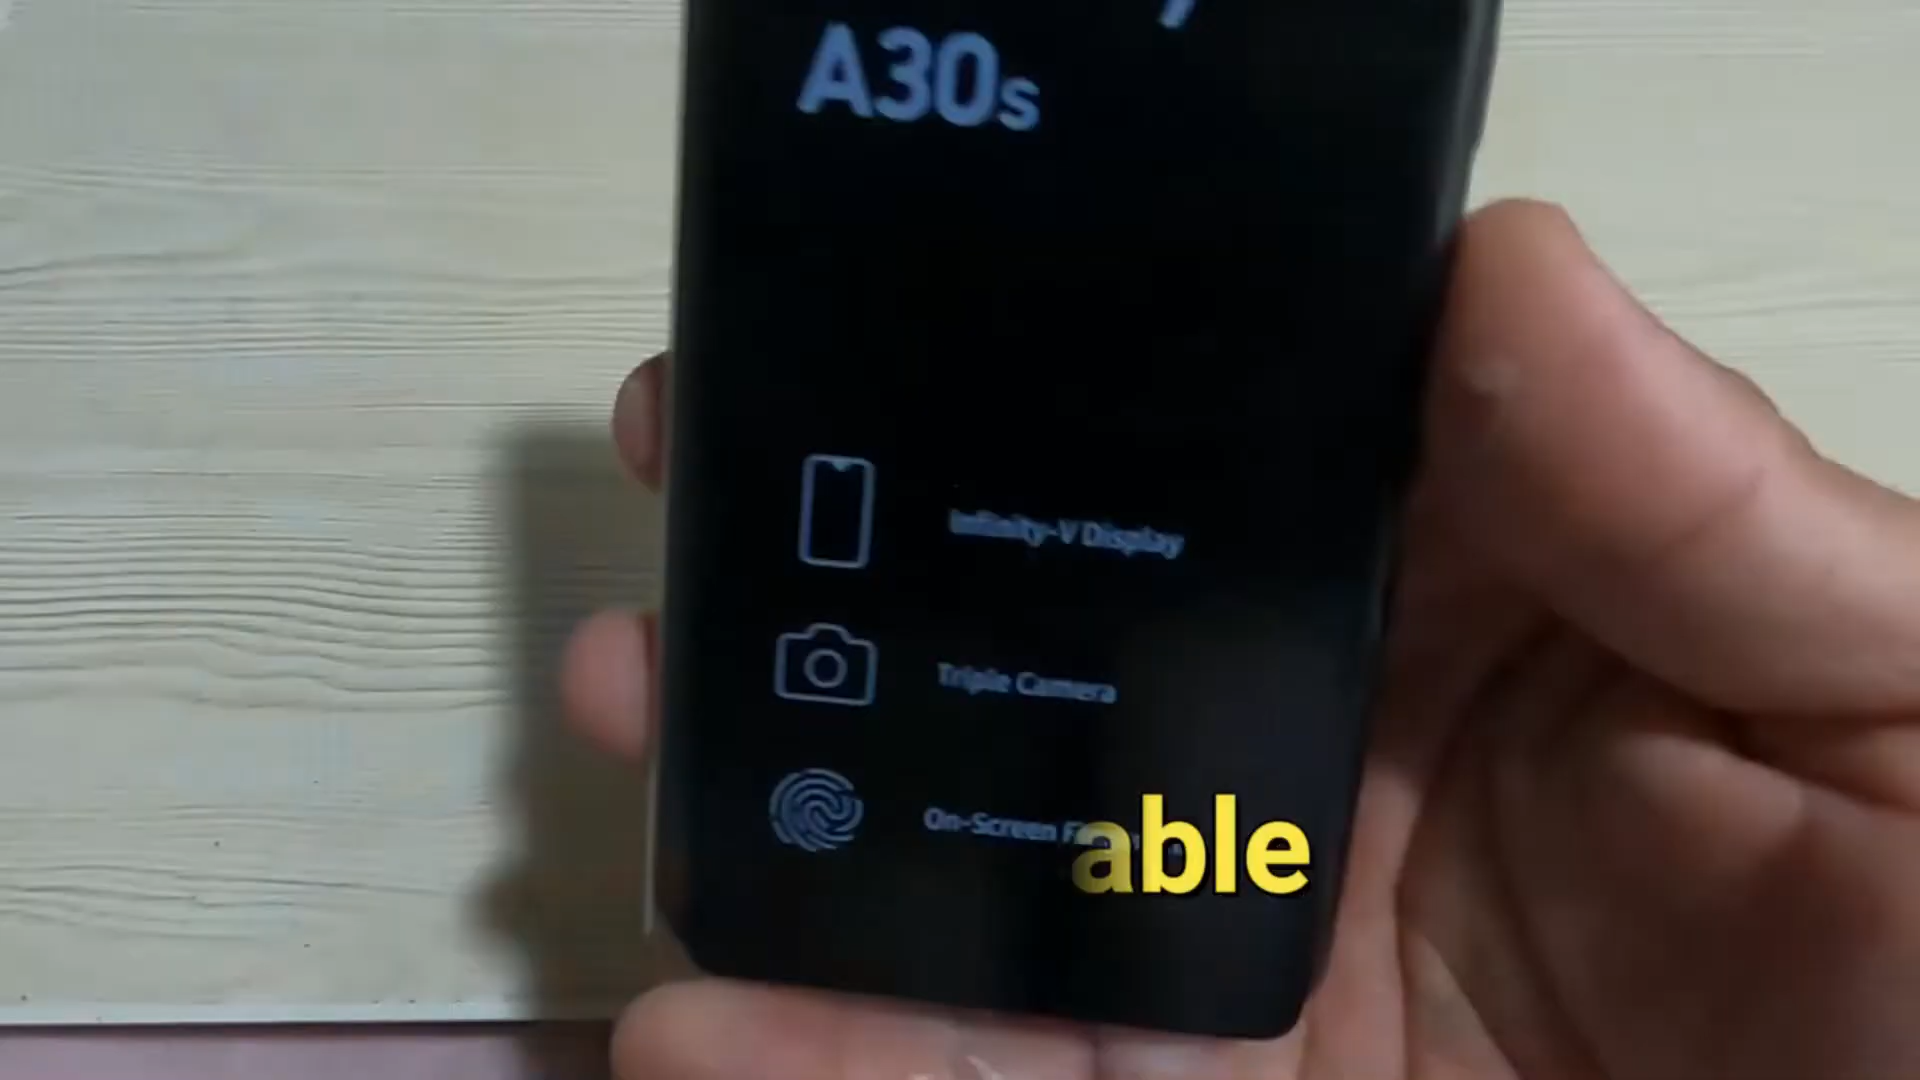 A30s
Infinity-V Display
Triple Camera
On-Screen
able